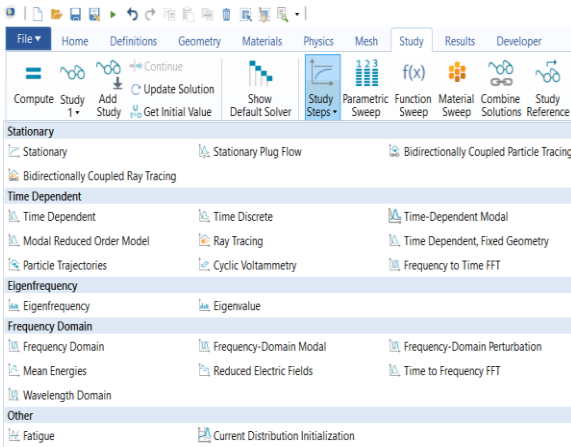 File Home Definitions Geometry Materials Physics Mesh Study Results Developer
Compute Study 1 Add Study Continue Update Solution t=0 Get Initial Value Show Default Solver Study Steps 1 2 3 Parametric Sweep f(x) Function Sweep Material Sweep Combine Solutions Study Reference
Stationary
Stationary Stationary Plug Flow Bidirectionally Coupled Particle Tracing
Bidirectionally Coupled Ray Tracing
Time Dependent
Time Dependent Time Discrete Time-Dependent Modal
Modal Reduced Order Model Ray Tracing Time Dependent, Fixed Geometry
Particle Trajectories Cyclic Voltammetry Frequency to Time FFT
Eigenfrequency
Eigenfrequency Eigenvalue
Frequency Domain
Frequency Domain Frequency-Domain Modal Frequency-Domain Perturbation
Mean Energies Reduced Electric Fields Time to Frequency FFT
Wavelength Domain
Other
Fatigue Current Distribution Initialization